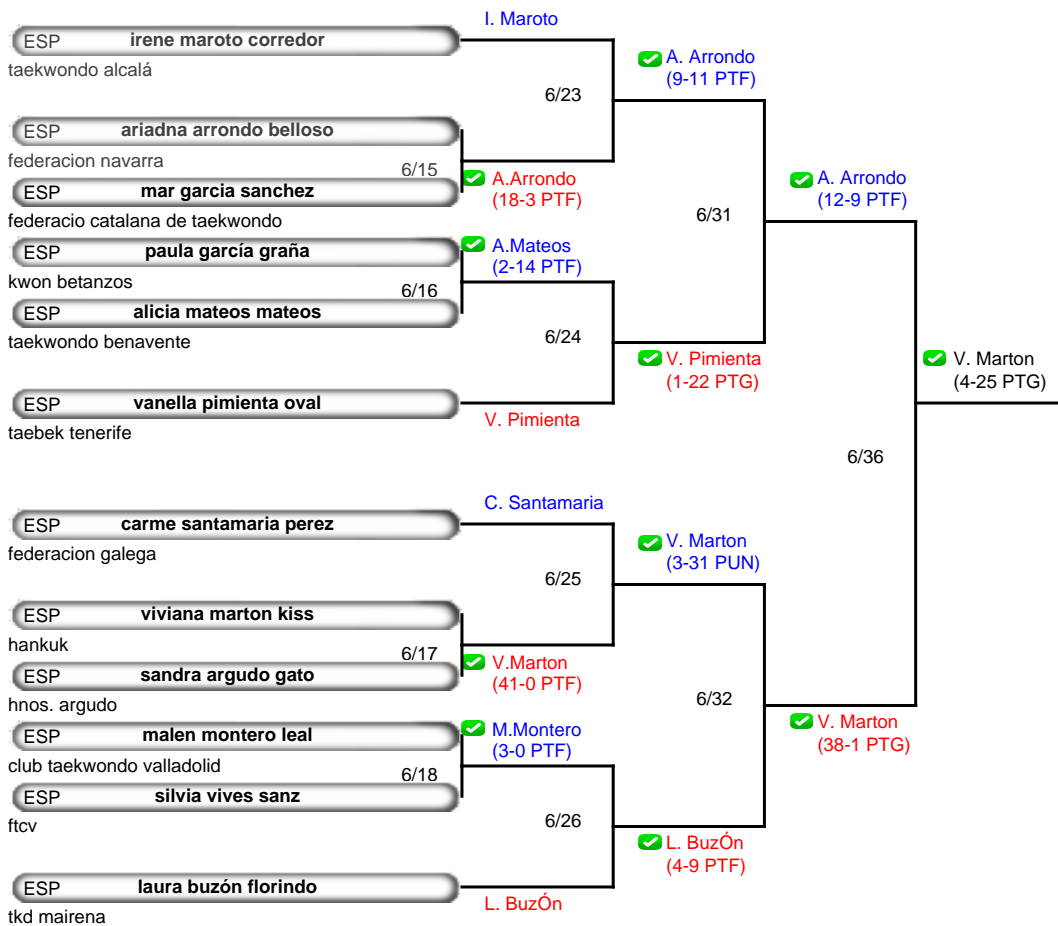 I. Maroto
ESP irene maroto corredor
taekwondo alcalá
A. Arrondo
(9-11 PTF)
6/23
ESP ariadna arrondo belloso
federacion navarra
6/15
A.Arrondo
(18-3 PTF)
ESP mar garcia sanchez
federacio catalana de taekwondo
A. Arrondo
(12-9 PTF)
6/31
ESP paula garcía graña
kwon betanzos
A.Mateos
(2-14 PTF)
6/16
ESP alicia mateos mateos
taekwondo benavente
6/24
V. Pimienta
(1-22 PTG)
ESP vanella pimienta oval
taebek tenerife
V. Pimienta
V. Marton
(4-25 PTG)
6/36
C. Santamaria
ESP carme santamaria perez
federacion galega
V. Marton
(3-31 PUN)
6/25
ESP viviana marton kiss
hankuk
6/17
V.Marton
(41-0 PTF)
ESP sandra argudo gato
hnos. argudo
6/32
V. Marton
(38-1 PTG)
ESP malen montero leal
club taekwondo valladolid
M.Montero
(3-0 PTF)
6/18
ESP silvia vives sanz
ftcv
6/26
L. BuzÓn
(4-9 PTF)
ESP laura buzón florindo
tkd mairena
L. BuzÓn